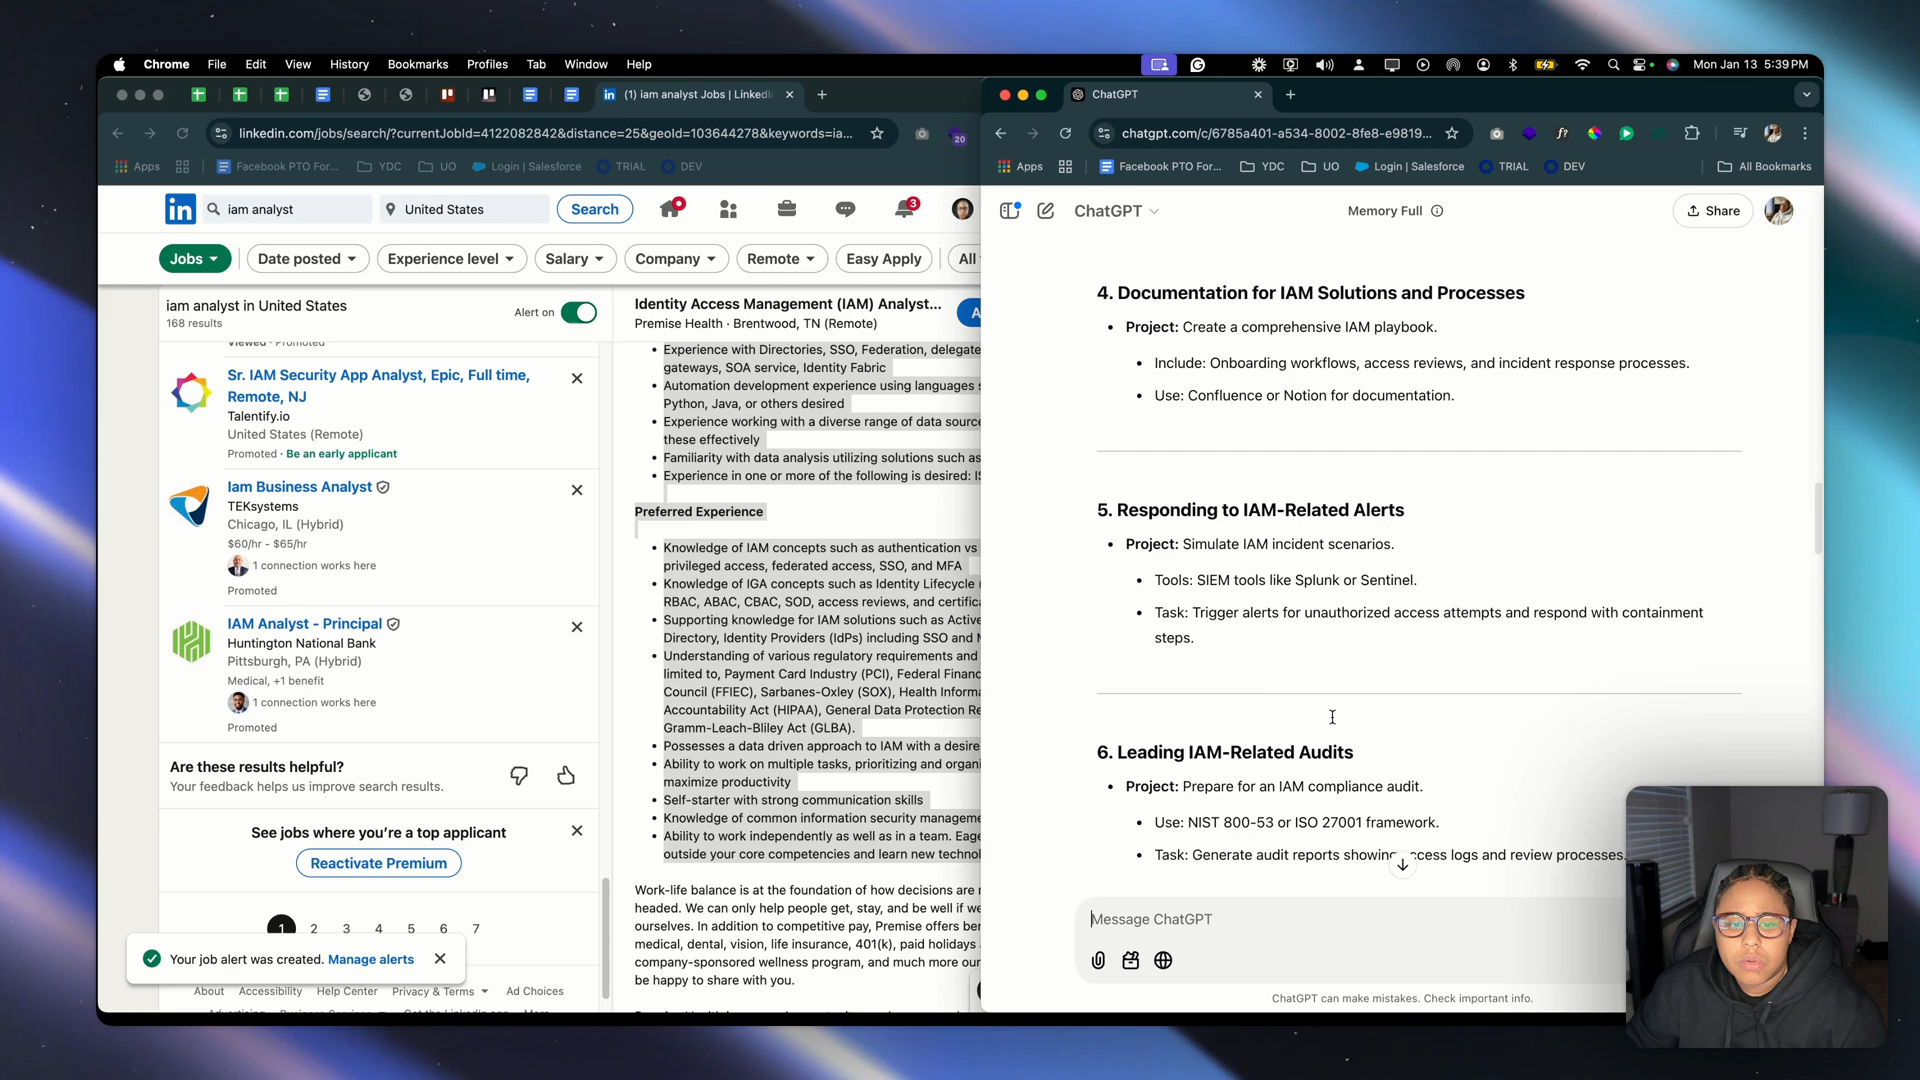 Chrome File Edit View History Bookmarks Profiles Tab Window Help
Mon Jan 13 5:39 PM
(1) iam analyst Jobs | LinkedI
linkedin.com/jobs/search/?currentJobId=4122082842&distance=25&geoId=103644278&keywords=ia...
20
Apps Facebook PTO For... YDC UO Login | Salesforce TRIAL DEV
in iam analyst United States Search 3
Jobs Date posted Experience level Salary Company Remote Easy Apply All
iam analyst in United States
168 results
Alert on
Viewed · Promoted
Sr. IAM Security App Analyst, Epic, Full time,
Remote, NJ
Talentify.io
United States (Remote)
Promoted · Be an early applicant
Iam Business Analyst
TEKsystems
Chicago, IL (Hybrid)
$60/hr - $65/hr
1 connection works here
Promoted
IAM Analyst - Principal
Huntington National Bank
Pittsburgh, PA (Hybrid)
Medical, +1 benefit
1 connection works here
Promoted
Are these results helpful?
Your feedback helps us improve search results.
See jobs where you're a top applicant
Reactivate Premium
1 2 3 4 5 6 7
Your job alert was created. Manage alerts
About Accessibility Help Center Privacy & Terms Ad Choices
Identity Access Management (IAM) Analyst...
Premise Health · Brentwood, TN (Remote)
• Experience with Directories, SSO, Federation, delegate
gateways, SOA service, Identity Fabric
• Automation development experience using languages s
Python, Java, or others desired
• Experience working with a diverse range of data source
these effectively
• Familiarity with data analysis utilizing solutions such as
• Experience in one or more of the following is desired: IS
Preferred Experience
• Knowledge of IAM concepts such as authentication vs
privileged access, federated access, SSO, and MFA
• Knowledge of IGA concepts such as Identity Lifecycle (
RBAC, ABAC, CBAC, SOD, access reviews, and certifica
• Supporting knowledge for IAM solutions such as Active
Directory, Identity Providers (IdPs) including SSO and M
• Understanding of various regulatory requirements and
limited to, Payment Card Industry (PCI), Federal Financ
Council (FFIEC), Sarbanes-Oxley (SOX), Health Informa
Accountability Act (HIPAA), General Data Protection Re
Gramm-Leach-Bliley Act (GLBA).
• Possesses a data driven approach to IAM with a desire
• Ability to work on multiple tasks, prioritizing and organi
maximize productivity
• Self-starter with strong communication skills
• Knowledge of common information security manageme
• Ability to work independently as well as in a team. Eage
outside your core competencies and learn new technol
Work-life balance is at the foundation of how decisions are r
headed. We can only help people get, stay, and be well if we
ourselves. In addition to competitive pay, Premise offers ber
medical, dental, vision, life insurance, 401(k), paid holidays
company-sponsored wellness program, and much more our
be happy to share with you.
ChatGPT
chatgpt.com/c/6785a401-a534-8002-8fe8-e9819...
f?
Apps Facebook PTO For... YDC UO Login | Salesforce TRIAL DEV All Bookmarks
ChatGPT Memory Full Share
4. Documentation for IAM Solutions and Processes
• Project: Create a comprehensive IAM playbook.
• Include: Onboarding workflows, access reviews, and incident response processes.
• Use: Confluence or Notion for documentation.
5. Responding to IAM-Related Alerts
• Project: Simulate IAM incident scenarios.
• Tools: SIEM tools like Splunk or Sentinel.
• Task: Trigger alerts for unauthorized access attempts and respond with containment
steps.
6. Leading IAM-Related Audits
• Project: Prepare for an IAM compliance audit.
• Use: NIST 800-53 or ISO 27001 framework.
• Task: Generate audit reports showing access logs and review processes.
Message ChatGPT
ChatGPT can make mistakes. Check important info.